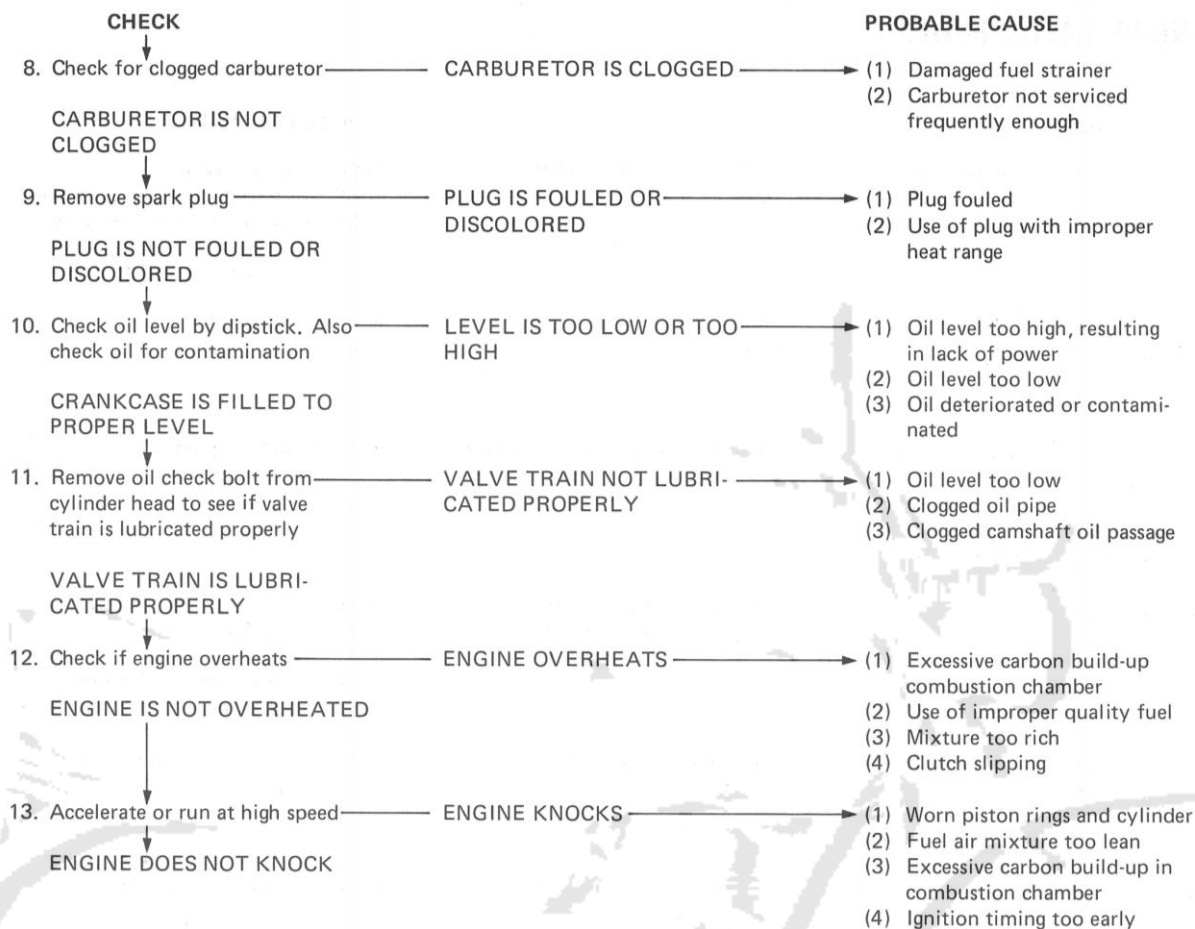 CHECK
PROBABLE CAUSE
8. Check for clogged carburetor
CARBURETOR IS CLOGGED
(1) Damaged fuel strainer
(2) Carburetor not serviced
frequently enough
CARBURETOR IS NOT
CLOGGED
9. Remove spark plug
PLUG IS FOULED OR
DISCOLORED
(1) Plug fouled
(2) Use of plug with improper
heat range
PLUG IS NOT FOULED OR
DISCOLORED
10. Check oil level by dipstick. Also
check oil for contamination
LEVEL IS TOO LOW OR TOO
HIGH
(1) Oil level too high, resulting
in lack of power
(2) Oil level too low
(3) Oil deteriorated or contami-
nated
CRANKCASE IS FILLED TO
PROPER LEVEL
11. Remove oil check bolt from
cylinder head to see if valve
train is lubricated properly
VALVE TRAIN NOT LUBRI-
CATED PROPERLY
(1) Oil level too low
(2) Clogged oil pipe
(3) Clogged camshaft oil passage
VALVE TRAIN IS LUBRI-
CATED PROPERLY
12. Check if engine overheats
ENGINE OVERHEATS
(1) Excessive carbon build-up
combustion chamber
(2) Use of improper quality fuel
(3) Mixture too rich
(4) Clutch slipping
ENGINE IS NOT OVERHEATED
13. Accelerate or run at high speed
ENGINE KNOCKS
(1) Worn piston rings and cylinder
(2) Fuel air mixture too lean
(3) Excessive carbon build-up in
combustion chamber
(4) Ignition timing too early
ENGINE DOES NOT KNOCK